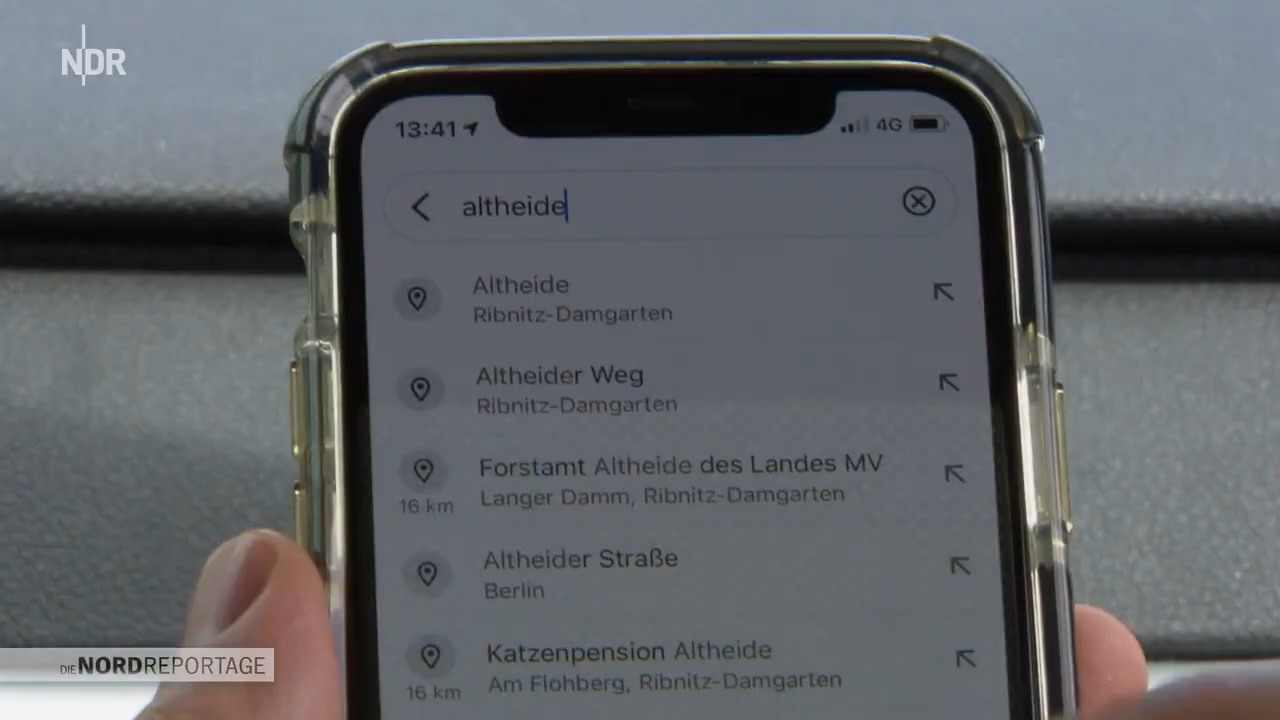 NDR
13:41
4G
altheide
Altheide
Ribnitz-Damgarten
Altheider Weg
Ribnitz-Damgarten
Forstamt Altheide des Landes MV
16 km
Langer Damm, Ribnitz-Damgarten
Altheider Straße
Berlin
Katzenpension Altheide
16 km
Am Flohberg, Ribnitz-Damgarten
DIE NORDREPORTAGE